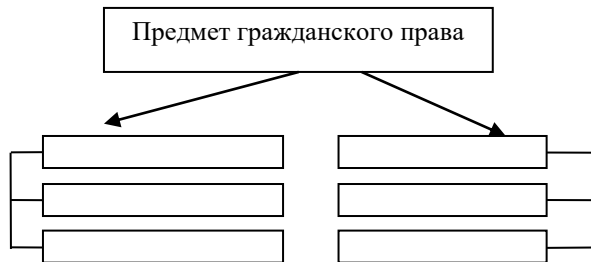 Предмет гражданского права